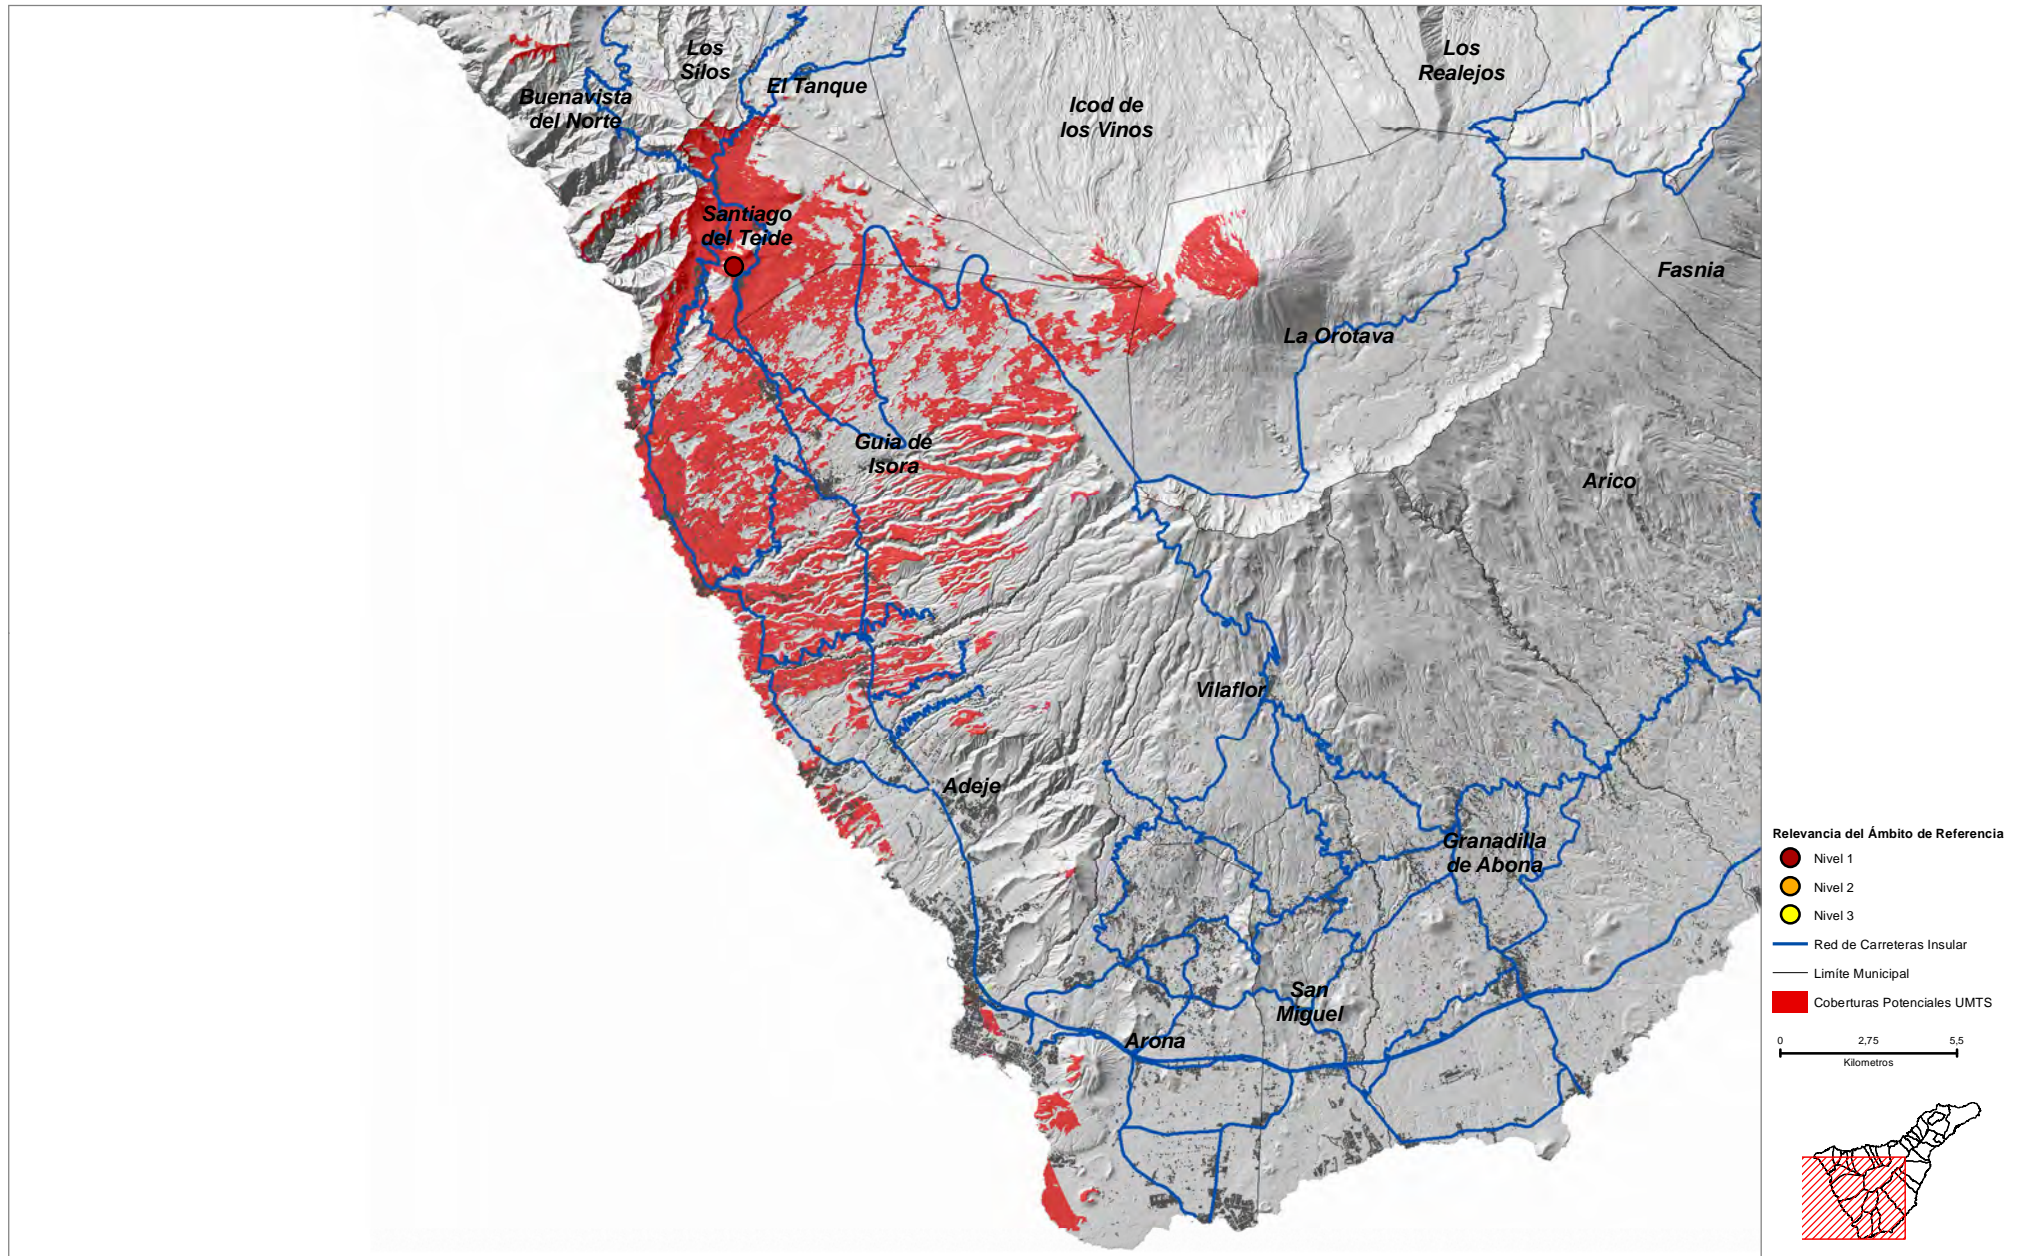 Los
Silos
El Tanque
Buenavista
del Norte
Icod de
los Vinos
Los
Realejos
Santiago
del Teide
Fasnia
La Orotava
Guia de
Isora
Arico
Vilaflor
Adeje
Granadilla
de Abona
San
Miguel
Arona
Relevancia del Ámbito de Referencia
Nivel 1
Nivel 2
Nivel 3
Red de Carreteras Insular
Limíte Municipal
Coberturas Potenciales UMTS
0 2,75 5,5
Kilometros